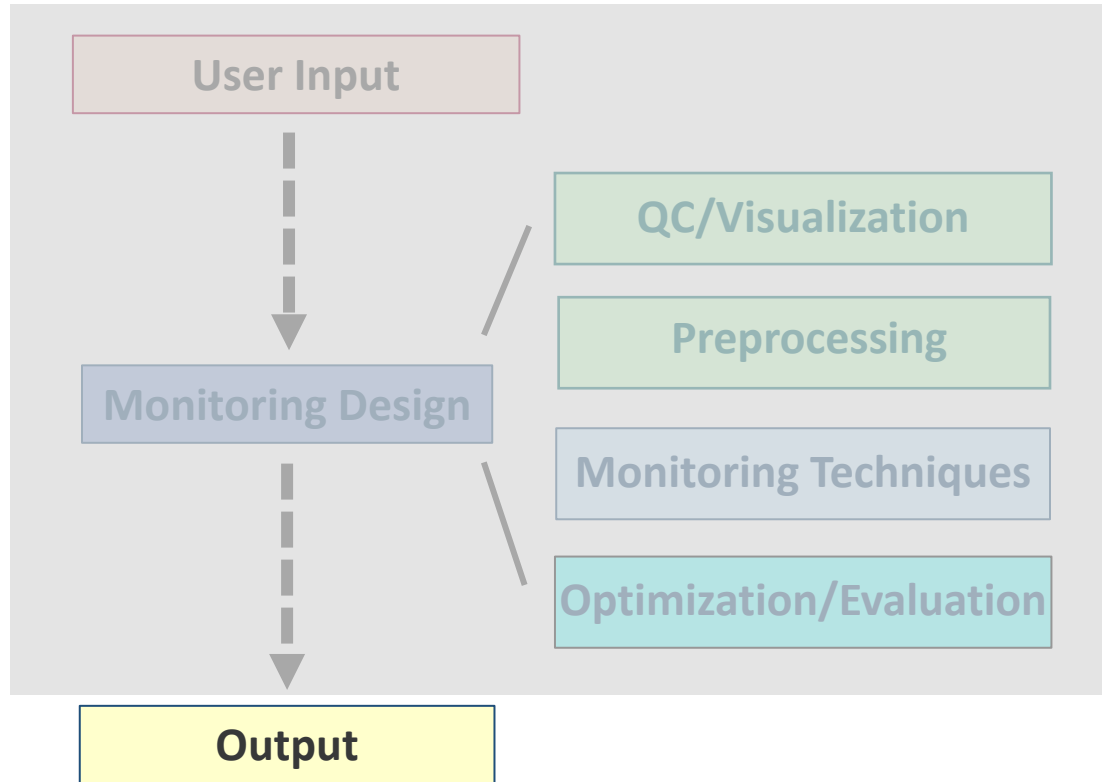 User Input
QC/Visualization
Preprocessing
Monitoring Design
Monitoring Techniques
Optimization/Evaluation
Output